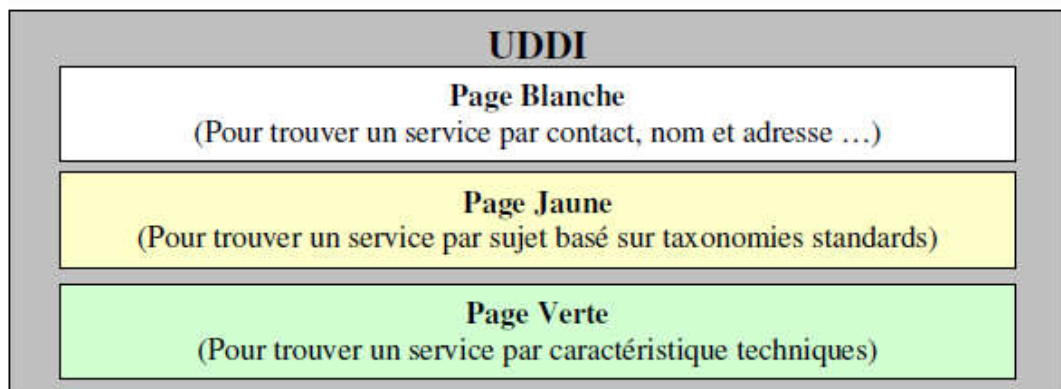 UDDI
Page Blanche
(Pour trouver un service par contact, nom et adresse …)
Page Jaune
(Pour trouver un service par sujet basé sur taxonomies standards)
Page Verte
(Pour trouver un service par caractéristique techniques)